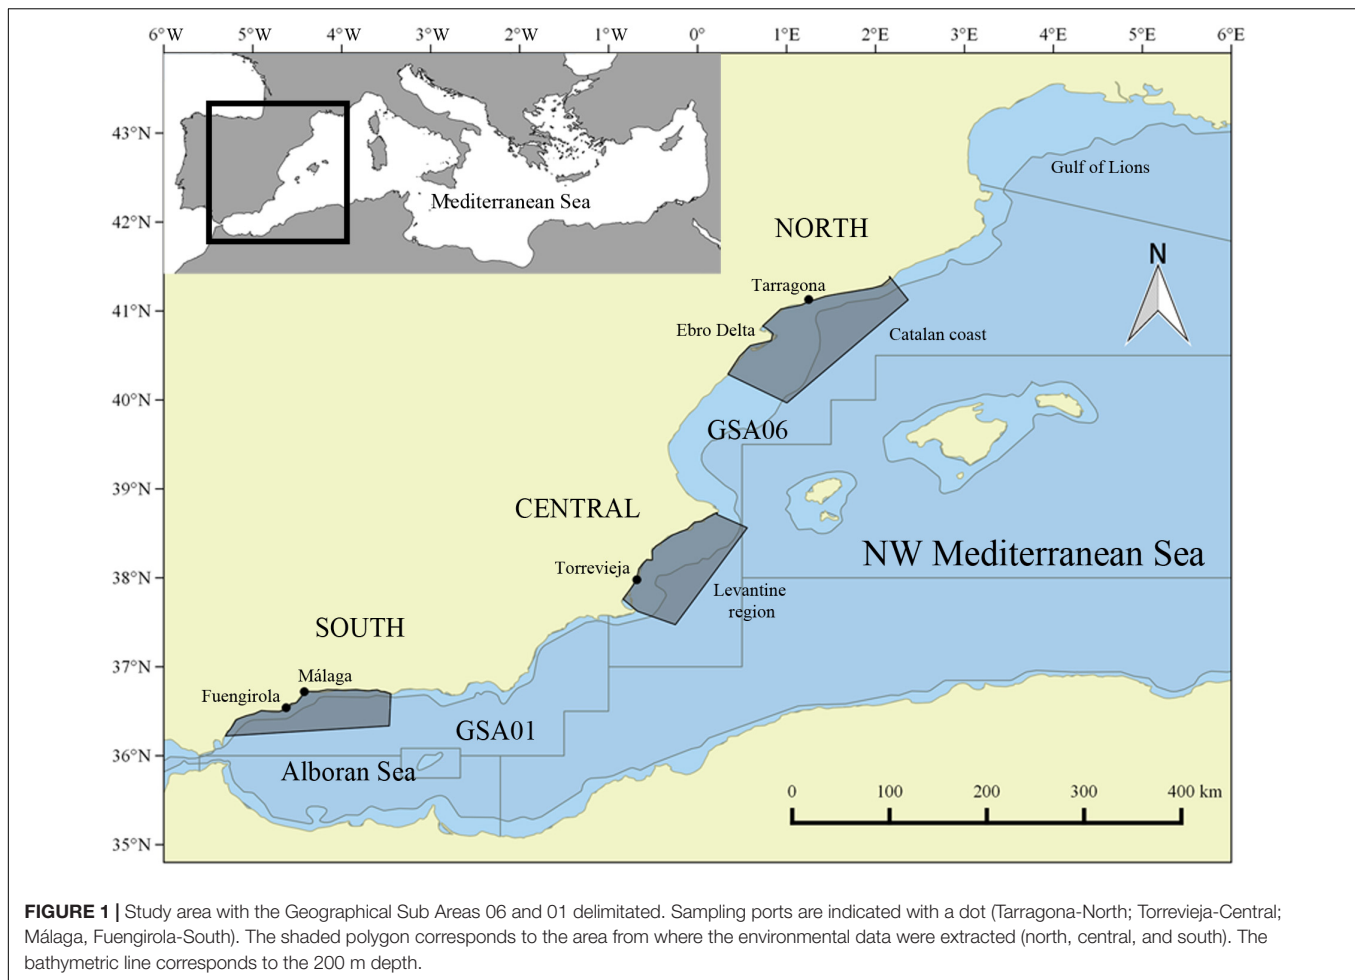 6°W 5°W 4°W 3°W 2°W 1°W 0° 1°E 2°E 3°E 4°E 5°E 6°E
43°N
42°N
41°N
40°N
39°N
38°N
37°N
36°N
35°N
Mediterranean Sea
Gulf of Lions
NORTH
N
Tarragona
Ebro Delta
Catalan coast
GSA06
CENTRAL
NW Mediterranean Sea
Torrevieja
Levantine
region
SOUTH
Málaga
Fuengirola
GSA01
Alboran Sea
0 100 200 300 400 km
FIGURE 1 | Study area with the Geographical Sub Areas 06 and 01 delimitated. Sampling ports are indicated with a dot (Tarragona-North; Torrevieja-Central;
Málaga, Fuengirola-South). The shaded polygon corresponds to the area from where the environmental data were extracted (north, central, and south). The
bathymetric line corresponds to the 200 m depth.